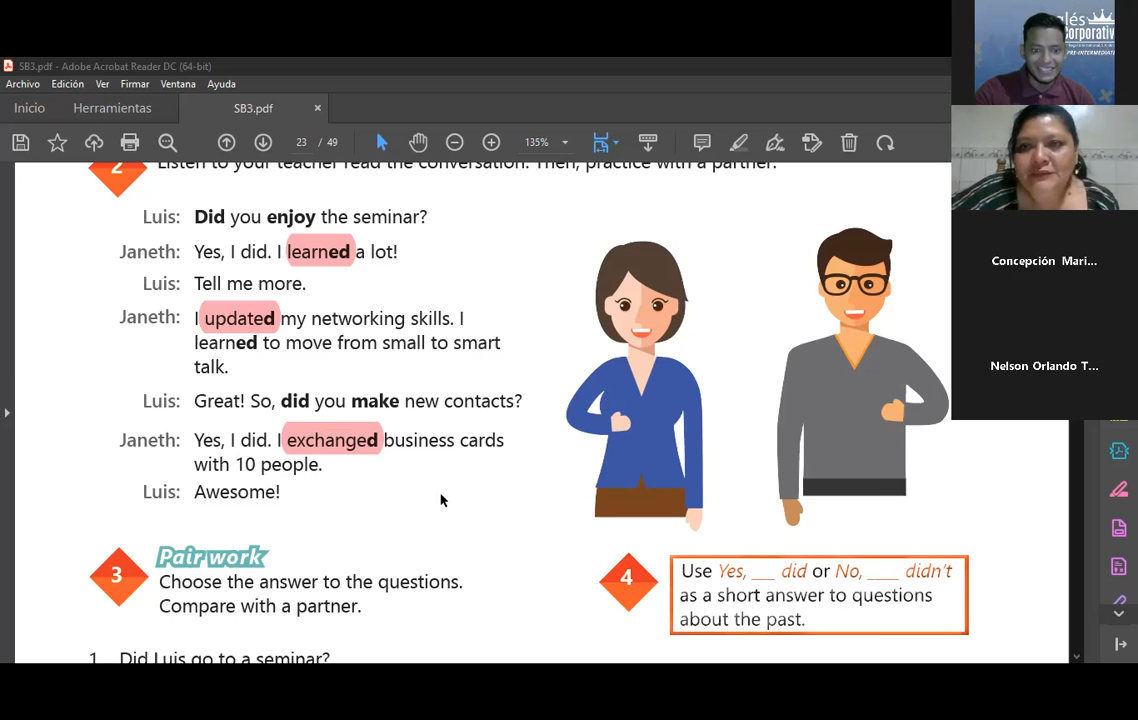 SB3.pdf - Adobe Acrobat Reader DC (64-bit)
Archivo Edición Ver Firmar Ventana Ayuda
Inicio Herramientas SB3.pdf ×
23 / 49 135%
2 Listen to your teacher read the conversation. Then, practice with a partner.
Luis: Did you enjoy the seminar?
Janeth: Yes, I did. I learned a lot!
Luis: Tell me more.
Janeth: I updated my networking skills. I
learned to move from small to smart
talk.
Luis: Great! So, did you make new contacts?
Janeth: Yes, I did. I exchanged business cards
with 10 people.
Luis: Awesome!
3 Pair work
Choose the answer to the questions.
Compare with a partner.
4 Use Yes, ___ did or No, ____ didn't
as a short answer to questions
about the past.
1. Did Luis go to a seminar?
glés
Corporativ
PRE-INTERMEDIATE
Concepción Mari...
Nelson Orlando T...